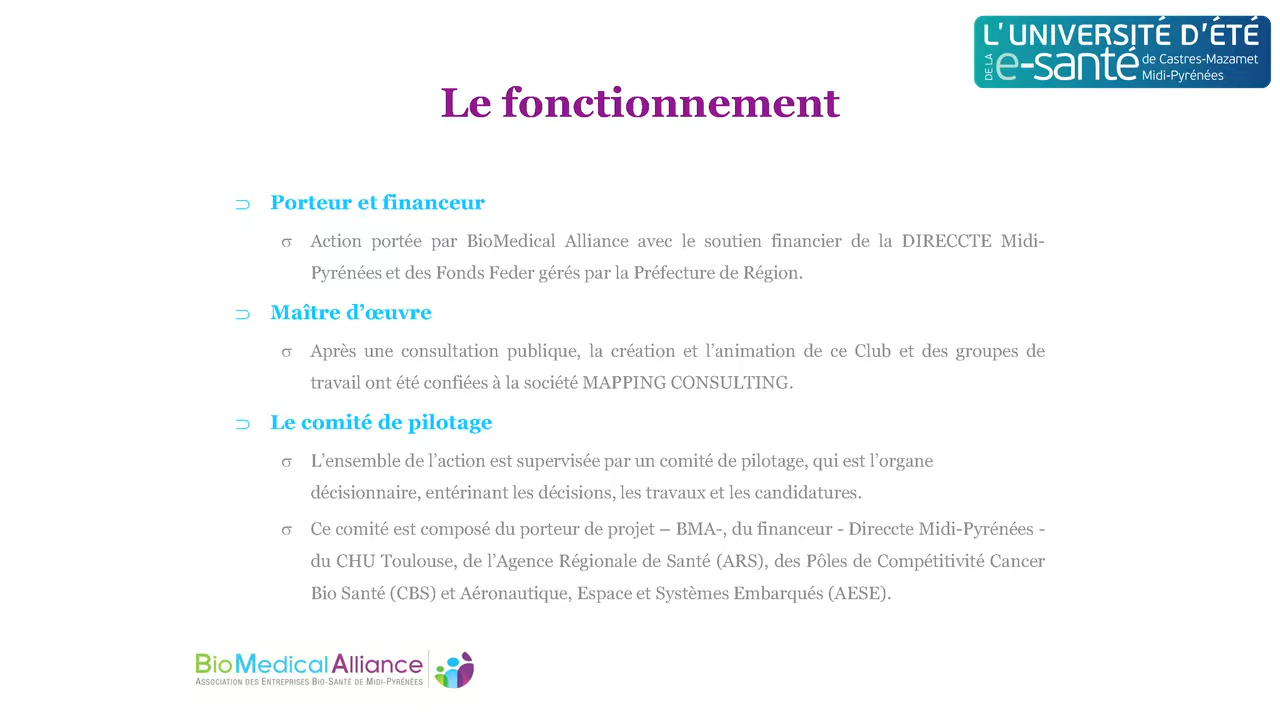 L'UNIVERSITÉ D'ÉTÉ
DE LA e-santé de Castres-Mazamet
Midi-Pyrénées
Le fonctionnement
⊃ Porteur et financeur
σ Action portée par BioMedical Alliance avec le soutien financier de la DIRECCTE Midi-
Pyrénées et des Fonds Feder gérés par la Préfecture de Région.
⊃ Maître d’œuvre
σ Après une consultation publique, la création et l’animation de ce Club et des groupes de
travail ont été confiées à la société MAPPING CONSULTING.
⊃ Le comité de pilotage
σ L’ensemble de l’action est supervisée par un comité de pilotage, qui est l’organe
décisionnaire, entérinant les décisions, les travaux et les candidatures.
σ Ce comité est composé du porteur de projet – BMA-, du financeur - Direccte Midi-Pyrénées -
du CHU Toulouse, de l’Agence Régionale de Santé (ARS), des Pôles de Compétitivité Cancer
Bio Santé (CBS) et Aéronautique, Espace et Systèmes Embarqués (AESE).
BioMedicalAlliance
ASSOCIATION DES ENTREPRISES BIO-SANTÉ DE MIDI-PYRÉNÉES